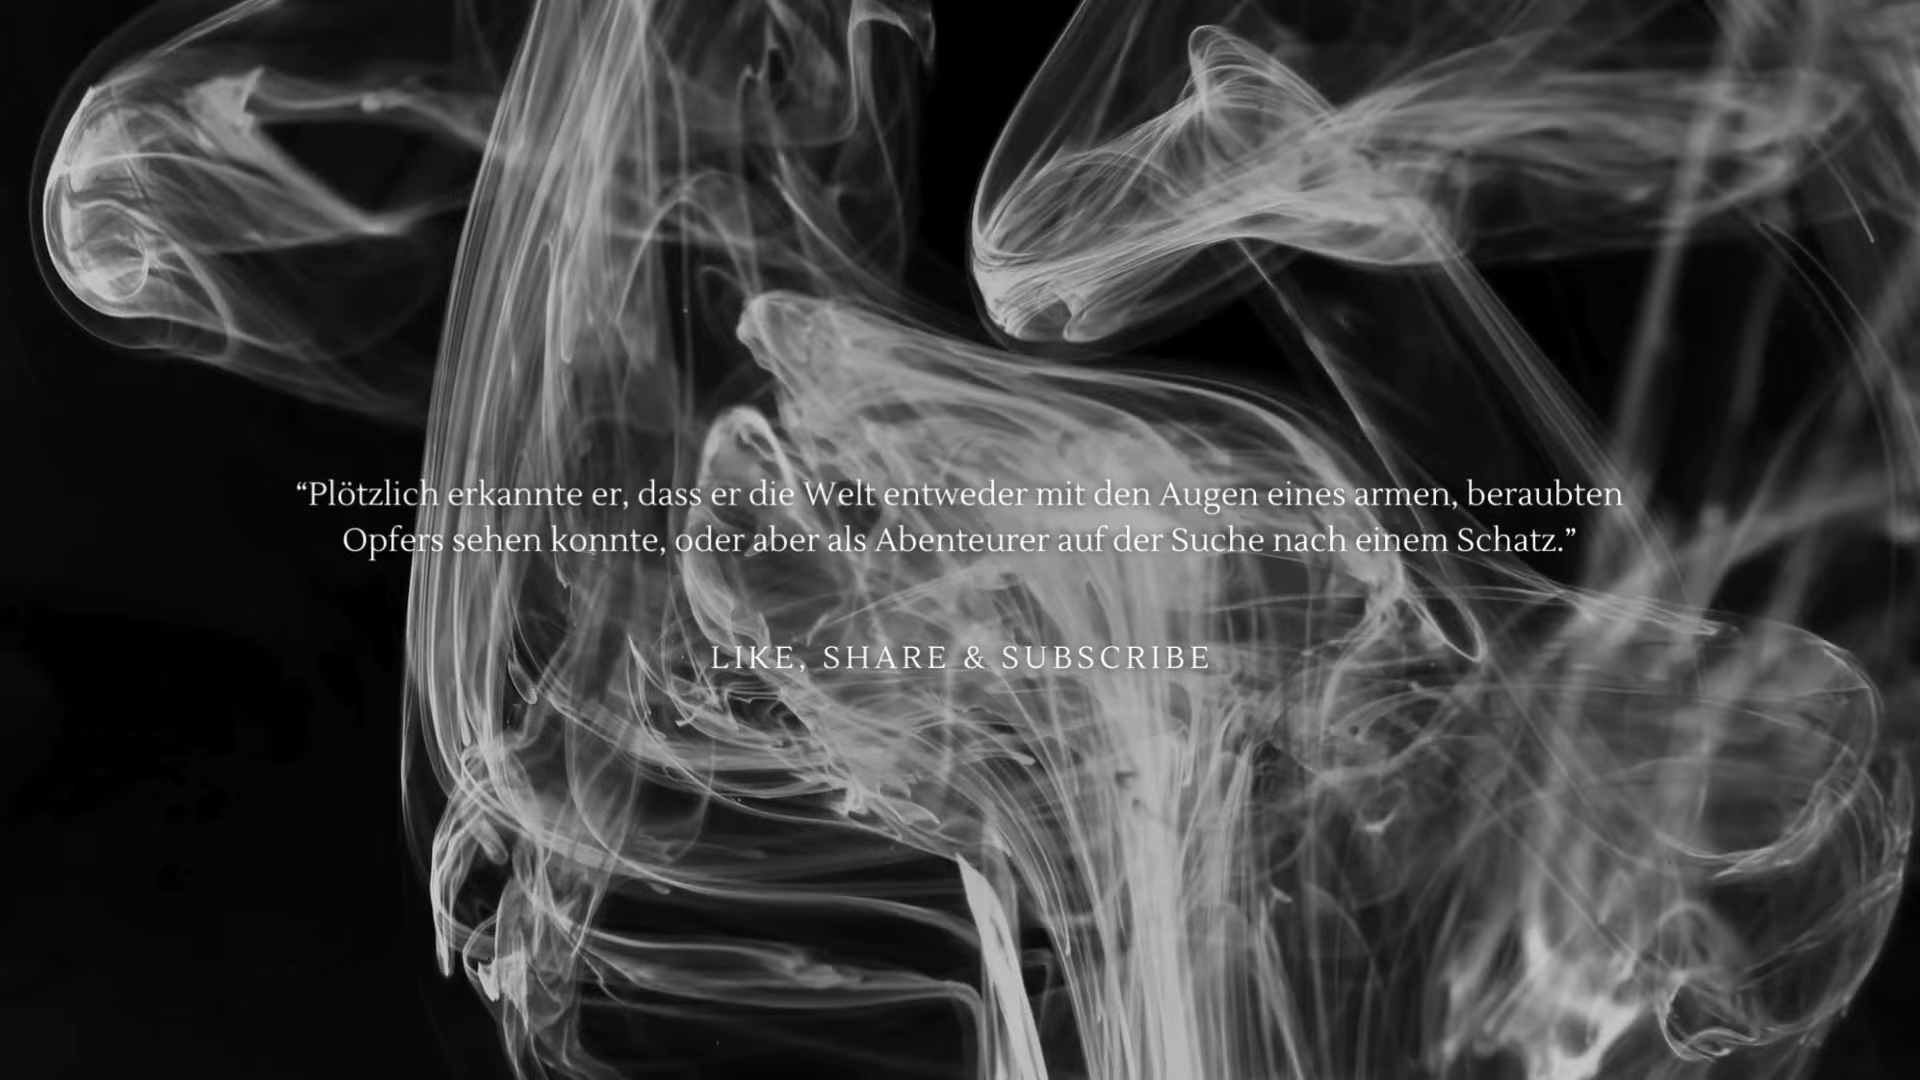 “Plötzlich erkannte er, dass er die Welt entweder mit den Augen eines armen, beraubten
Opfers sehen konnte, oder aber als Abenteurer auf der Suche nach einem Schatz.”
LIKE, SHARE & SUBSCRIBE